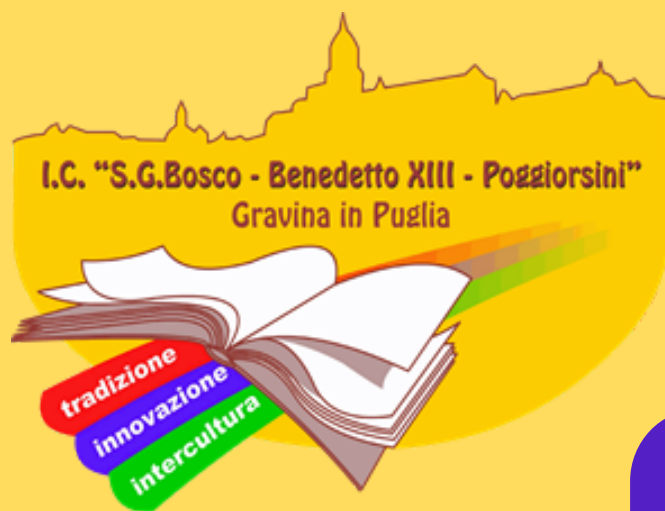 I.C. “S.G.Bosco - Benedetto XIII - Poggiorsini”
Gravina in Puglia
tradizione
innovazione
intercultura